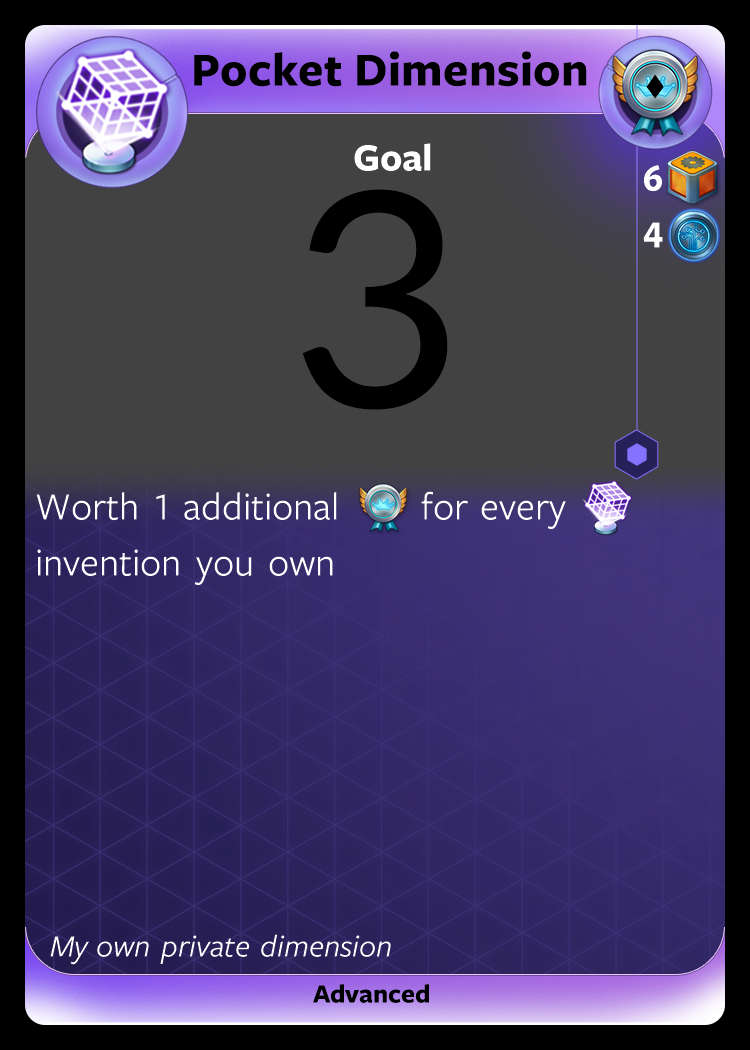 Pocket Dimension
Goal
3
6
4
Worth 1 additional for every
invention you own
My own private dimension
Advanced